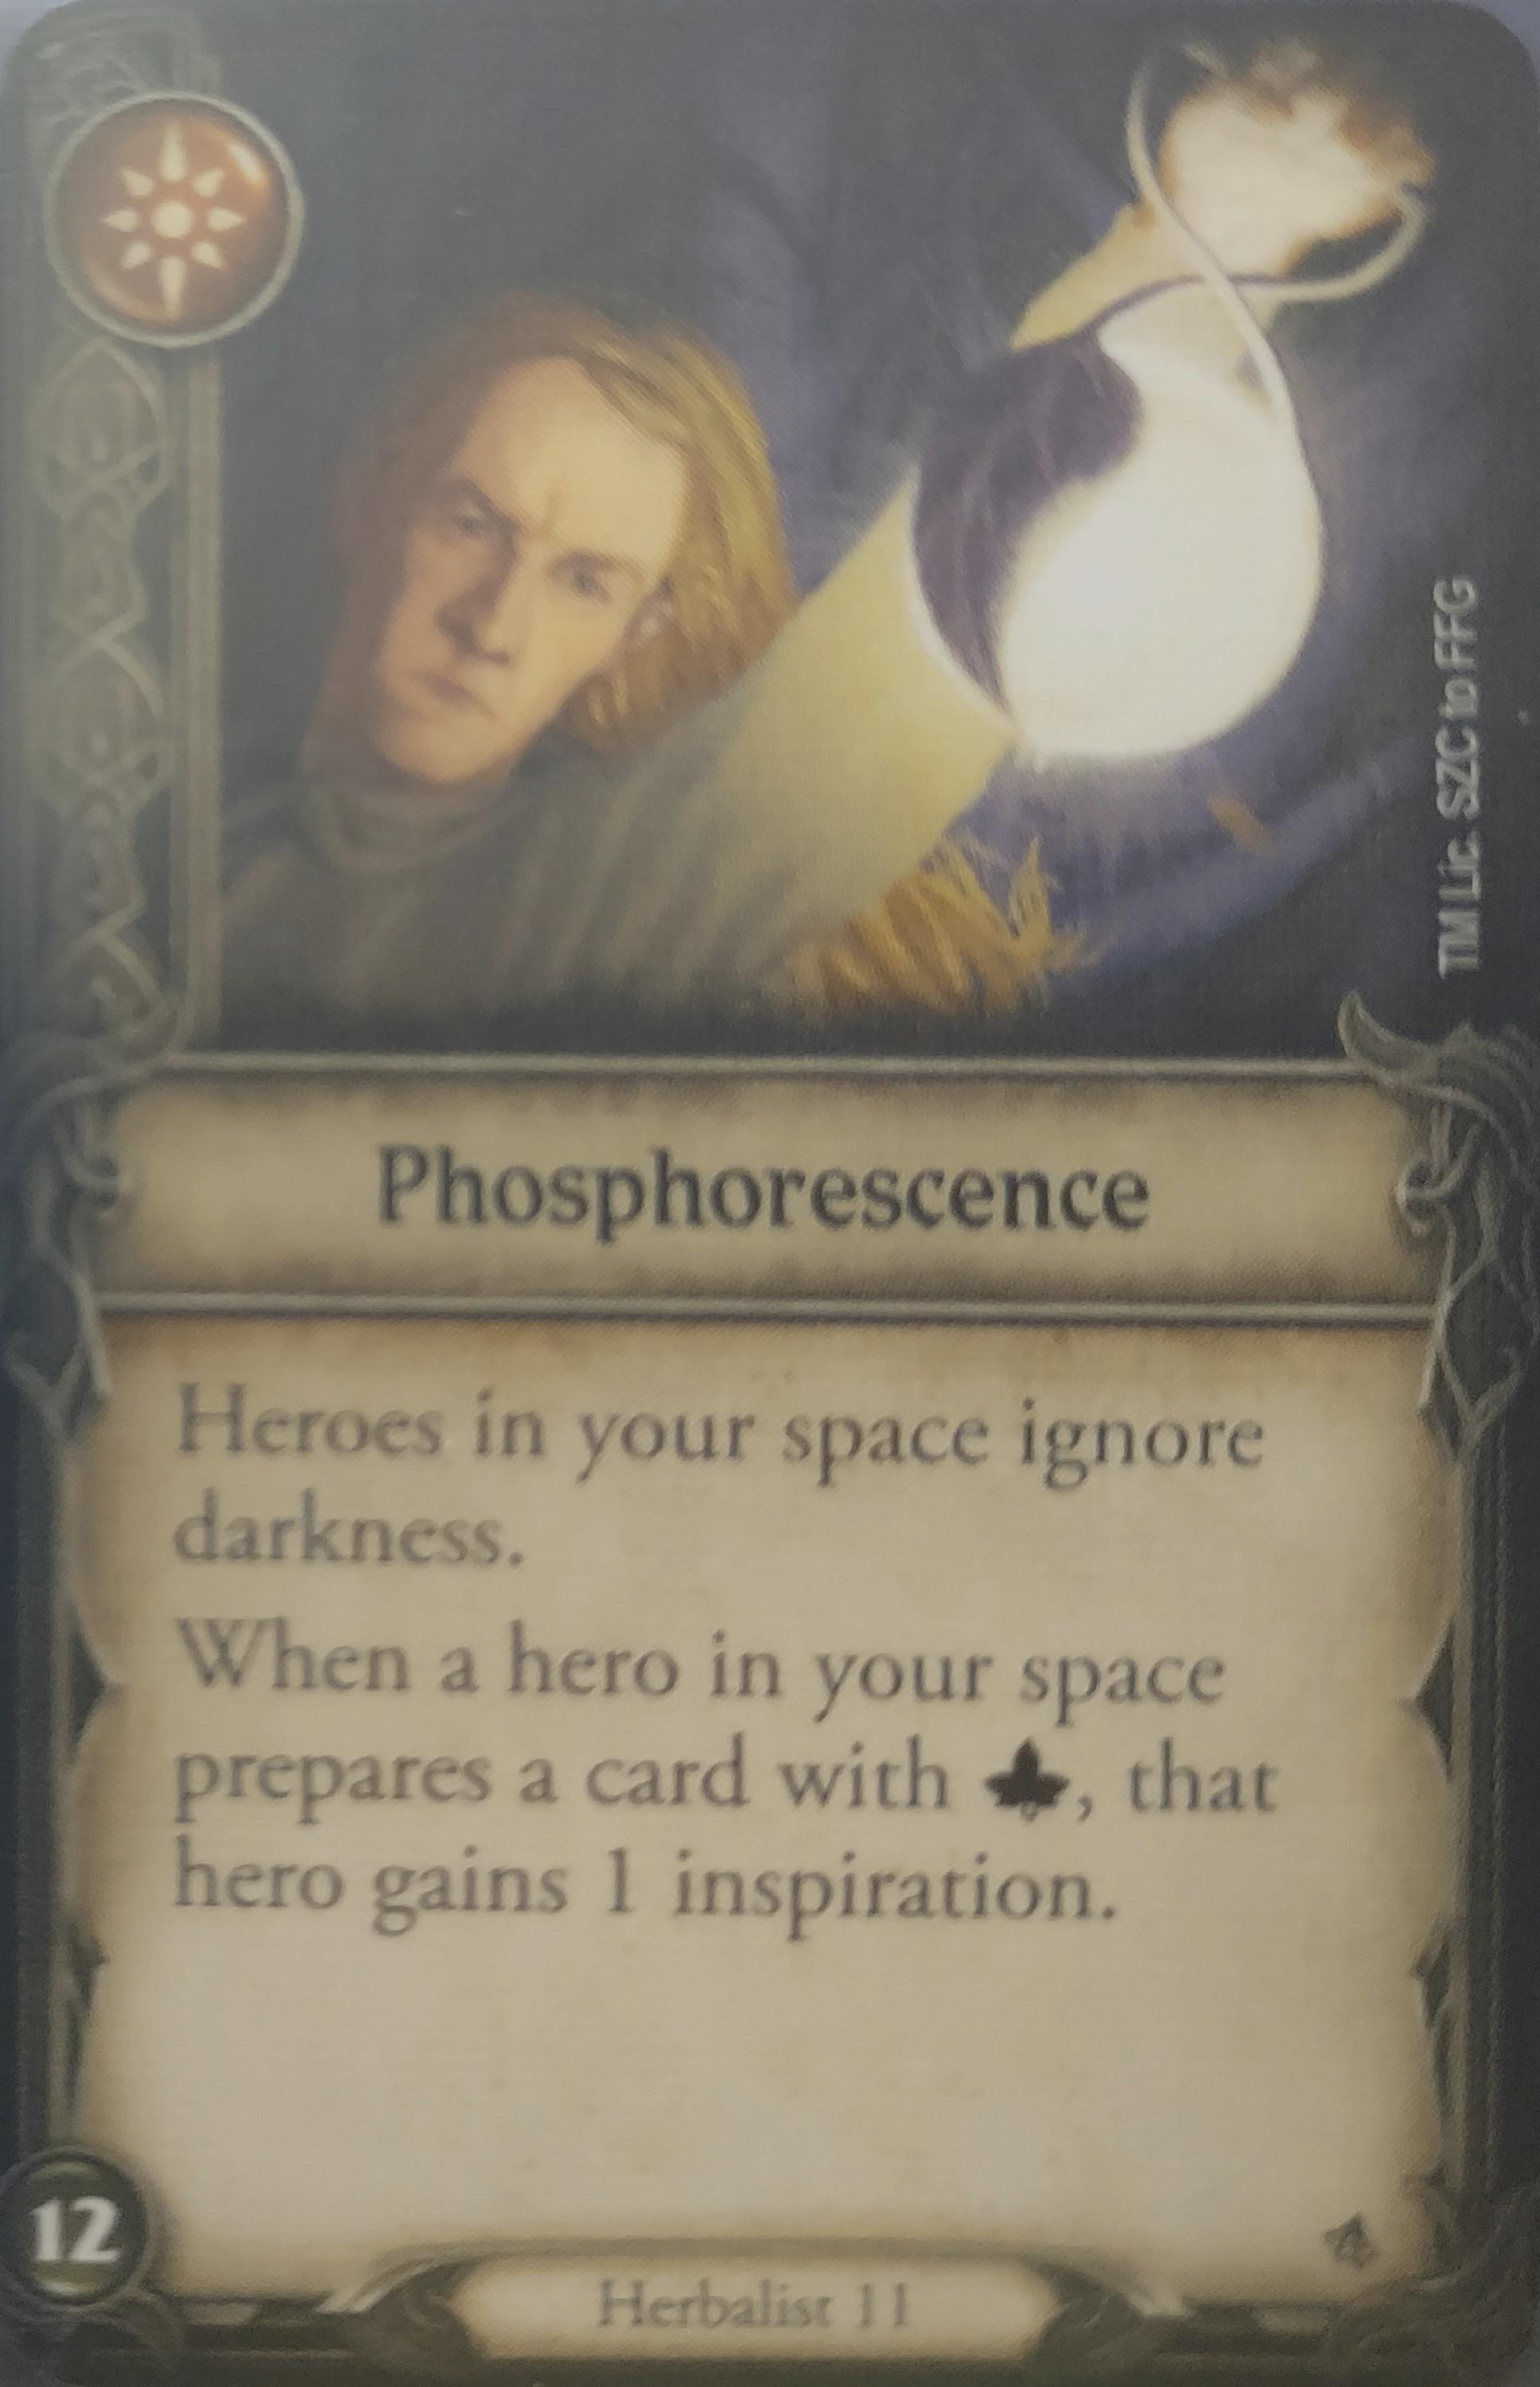 TM Lic. SZC to FFG
Phosphorescence
Heroes in your space ignore
darkness.
When a hero in your space
prepares a card with , that
hero gains 1 inspiration.
12
Herbalist 11